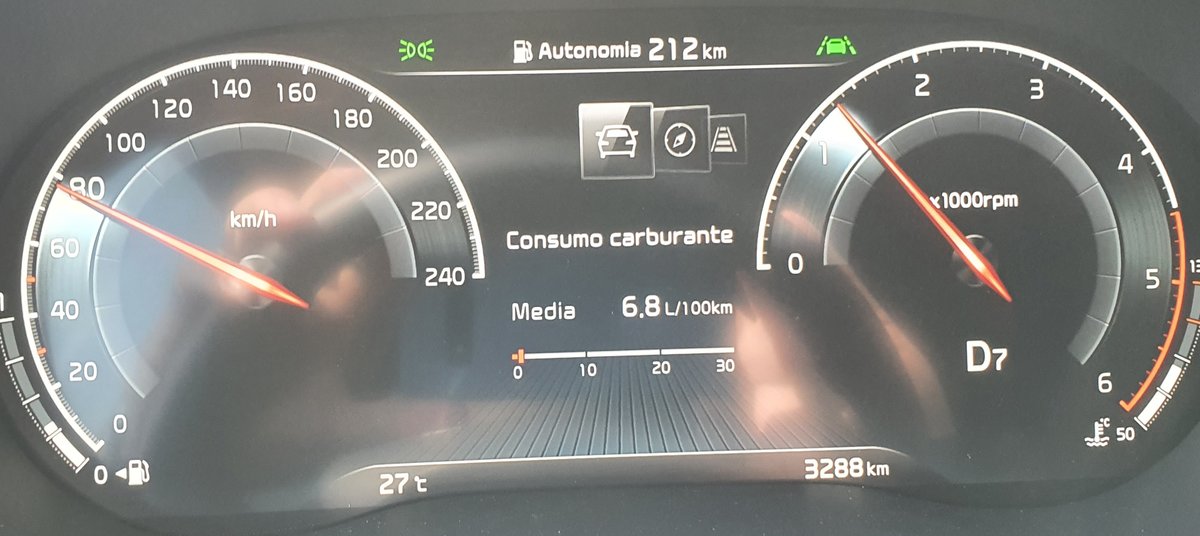 Autonomia 212 km
km/h
0
20
40
60
80
100
120
140
160
180
200
220
240
Consumo carburante
Media 6.8 L/100km
0 10 20 30
x1000rpm
0
1
2
3
4
5
6
D7
0
°C
50
27 °C
3288 km